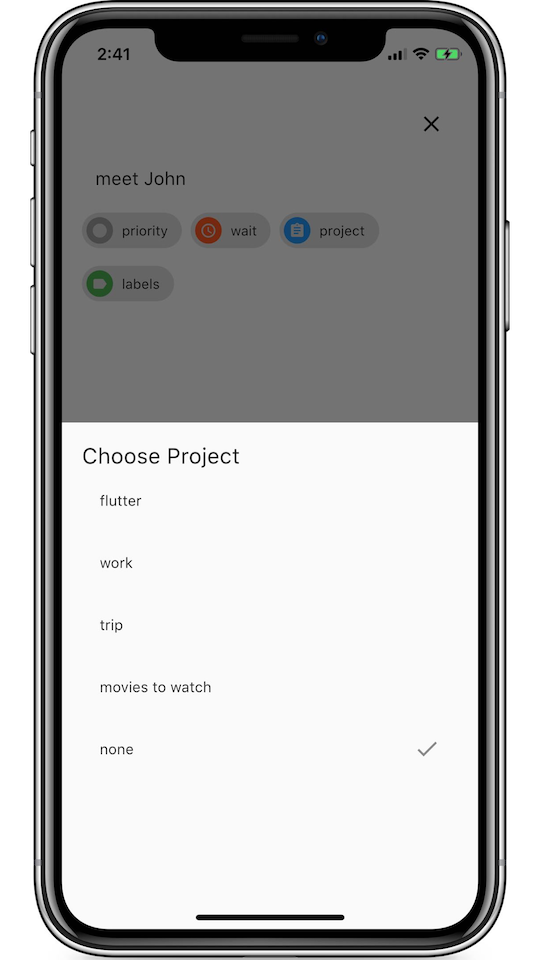 2:41
meet John
priority wait project
labels
Choose Project
flutter
work
trip
movies to watch
none